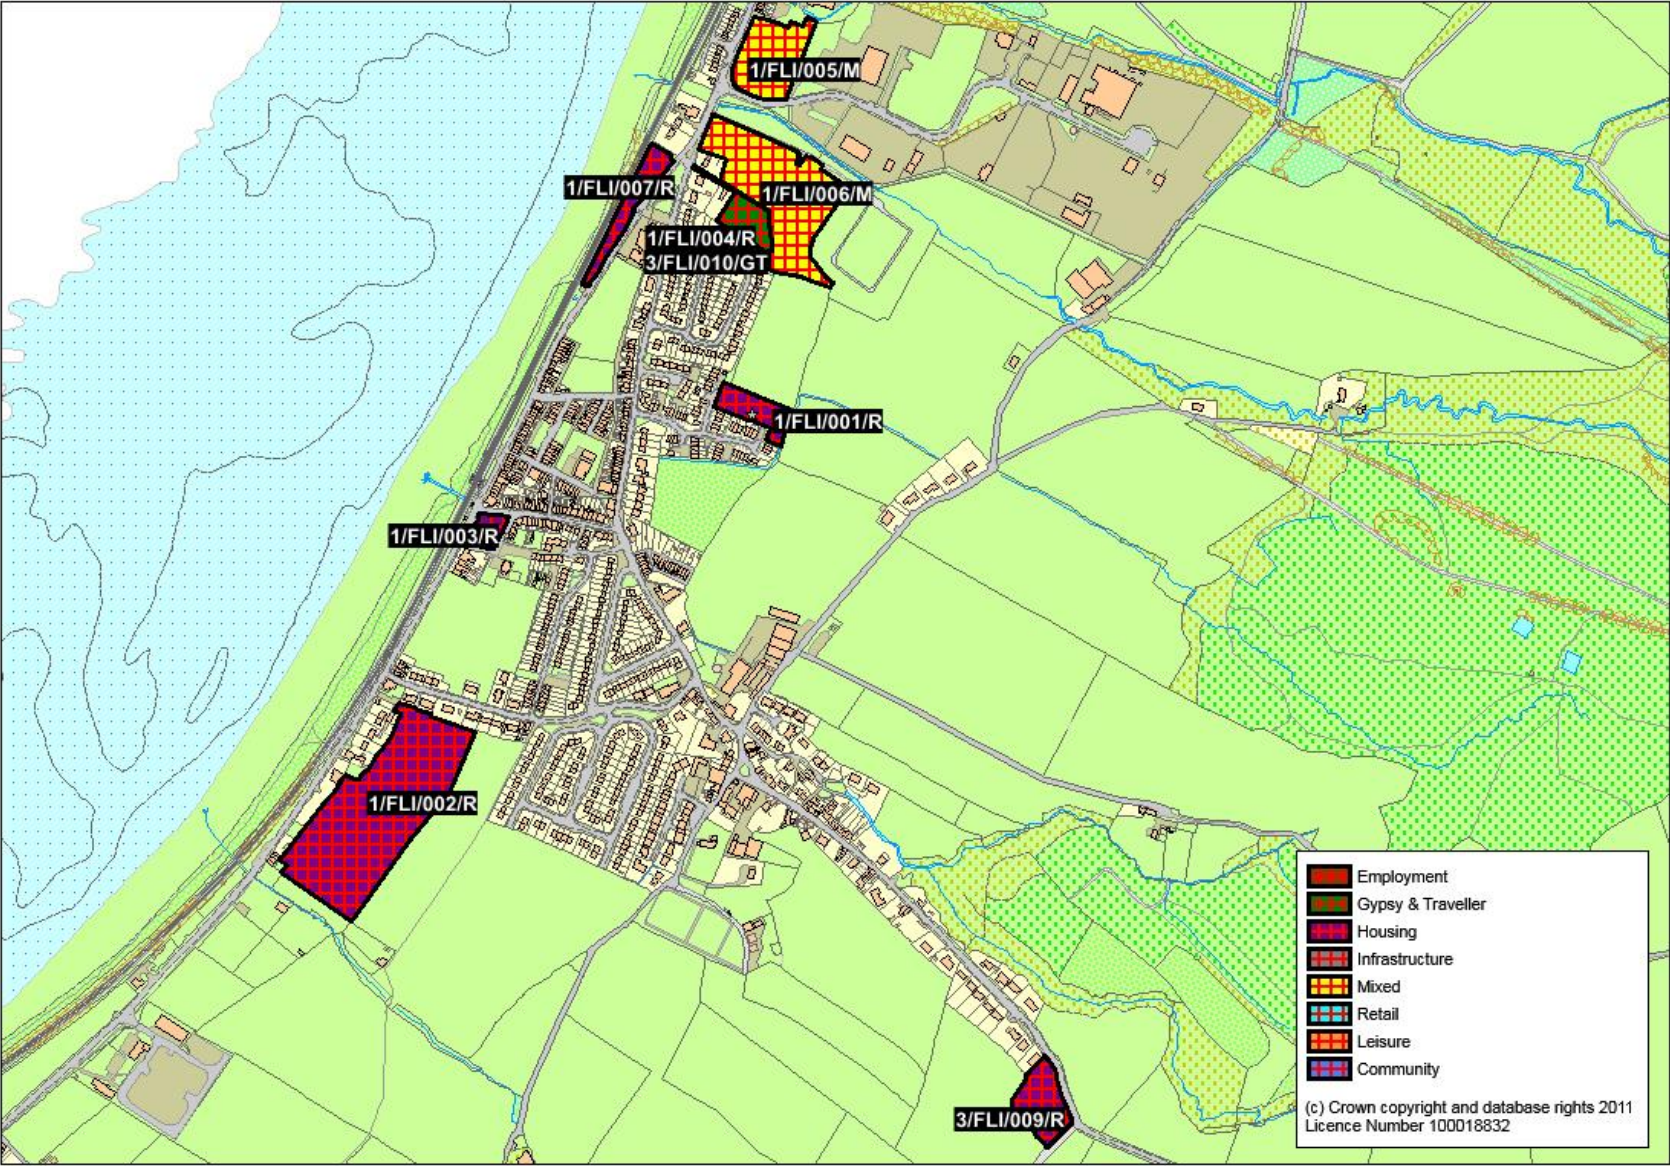 1/FLI/005/M
1/FLI/007/R
1/FLI/006/M
1/FLI/004/R
3/FLI/010/GT
1/FLI/001/R
1/FLI/003/R
1/FLI/002/R
3/FLI/009/R
Employment
Gypsy & Traveller
Housing
Infrastructure
Mixed
Retail
Leisure
Community
(c) Crown copyright and database rights 2011
Licence Number 100018832